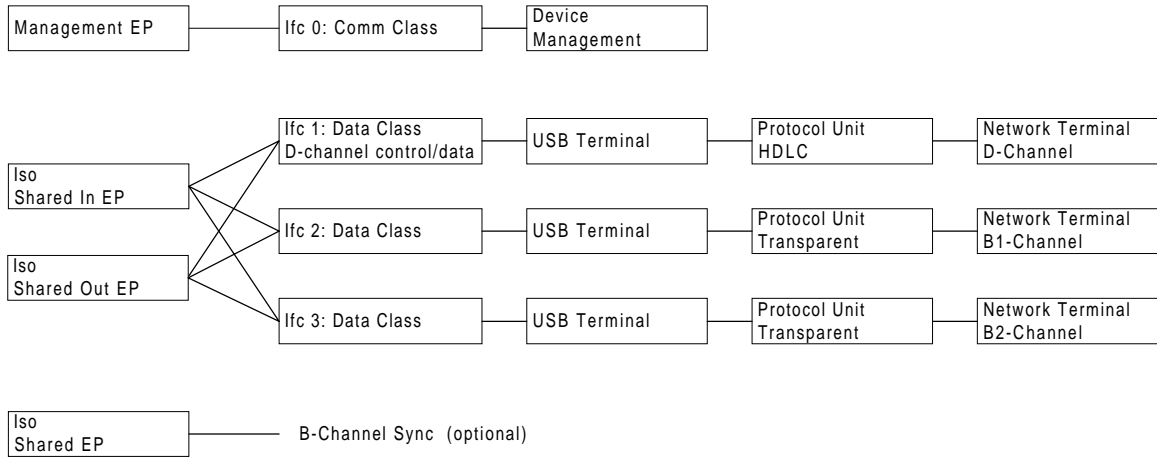 Management EP
Ifc 0: Comm Class
Device
Management
Ifc 1: Data Class
D-channel control/data
USB Terminal
Protocol Unit
HDLC
Network Terminal
D-Channel
Iso
Shared In EP
Ifc 2: Data Class
USB Terminal
Protocol Unit
Transparent
Network Terminal
B1-Channel
Iso
Shared Out EP
Ifc 3: Data Class
USB Terminal
Protocol Unit
Transparent
Network Terminal
B2-Channel
Iso
Shared EP
B-Channel Sync (optional)